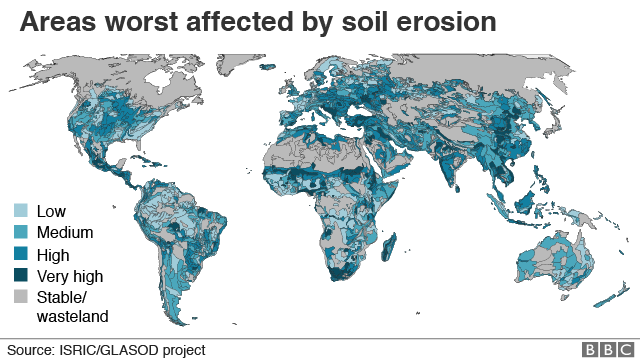 Areas worst affected by soil erosion
Low
Medium
High
Very high
Stable/
wasteland
Source: ISRIC/GLASOD project
BBC